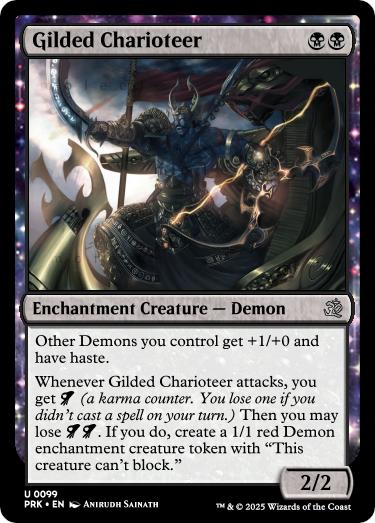 Gilded Charioteer
Enchantment Creature — Demon
Other Demons you control get +1/+0 and
have haste.
Whenever Gilded Charioteer attacks, you
get (a karma counter. You lose one if you
didn't cast a spell on your turn.) Then you may
lose . If you do, create a 1/1 red Demon
enchantment creature token with “This
creature can't block.”
2/2
U 0099
PRK • EN Anirudh Sainath
™ & © 2025 Wizards of the Coast